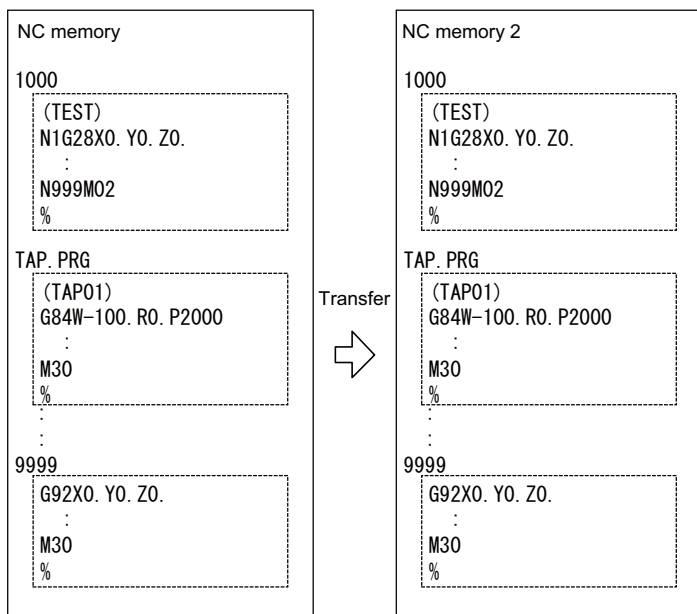 NC memory
1000
(TEST)
N1G28X0. Y0. Z0.
:
N999M02
%
TAP. PRG
(TAP01)
G84W-100. R0. P2000
:
M30
%
:
:
9999
G92X0. Y0. Z0.
:
M30
%
Transfer
NC memory 2
1000
(TEST)
N1G28X0. Y0. Z0.
:
N999M02
%
TAP. PRG
(TAP01)
G84W-100. R0. P2000
:
M30
%
:
:
9999
G92X0. Y0. Z0.
:
M30
%